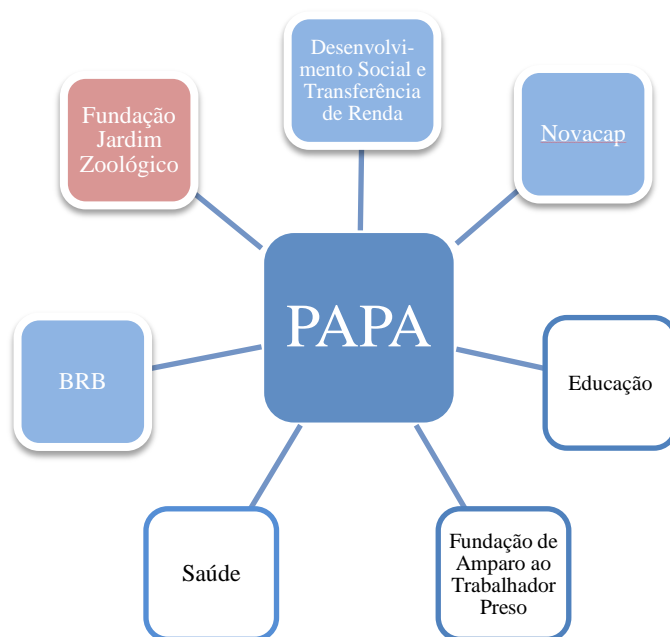 Desenvolvi-
mento Social e
Transferência
de Renda
Fundação
Jardim
Zoológico
Novacap
PAPA
BRB
Educação
Saúde
Fundação de
Amparo ao
Trabalhador
Preso